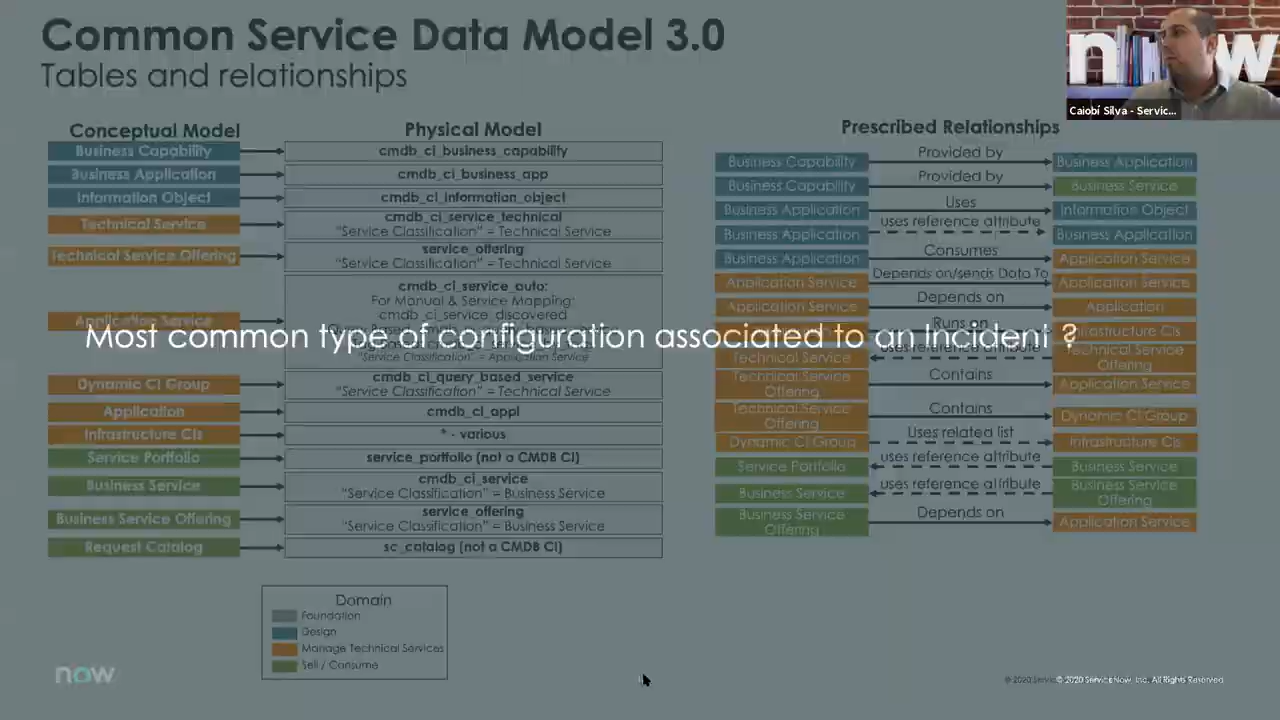 Common Service Data Model 3.0
Tables and relationships
now
Caiobí Silva - Servic...
Conceptual Model
Physical Model
Business Capability
cmdb_ci_business_capability
Business Application
cmdb_ci_business_app
Information Object
cmdb_ci_information_object
Technical Service
cmdb_ci_service_technical
"Service Classification" = Technical Service
Technical Service Offering
service_offering
"Service Classification" = Technical Service
Application Service
cmdb_ci_service_auto:
For Manual & Service Mapping:
cmdb_ci_service_discovered
"Service Classification" = Application Service
Most common type of configuration associated to an Incident ?
Dynamic CI Group
cmdb_ci_query_based_service
"Service Classification" = Technical Service
Application
cmdb_ci_appl
Infrastructure CIs
* - various
Service Portfolio
service_portfolio (not a CMDB CI)
Business Service
cmdb_ci_service
"Service Classification" = Business Service
Business Service Offering
service_offering
"Service Classification" = Business Service
Request Catalog
sc_catalog (not a CMDB CI)
Prescribed Relationships
Business Capability Provided by Business Application
Business Capability Provided by Business Service
Business Application Uses Information Object
Business Application uses reference attribute Business Application
Business Application Consumes Application Service
Application Service Depends on/sends Data To Application Service
Application Service Depends on Application
Runs on Infrastructure CIs
Technical Service uses reference attribute Technical Service Offering
Technical Service Offering Contains Application Service
Technical Service Offering Contains Dynamic CI Group
Dynamic CI Group Uses related list Infrastructure CIs
Service Portfolio uses reference attribute Business Service
Business Service uses reference attribute Business Service Offering
Business Service Offering Depends on Application Service
Domain
Foundation
Design
Manage Technical Services
Sell / Consume
now
© 2020 ServiceNow, Inc. All Rights Reserved.